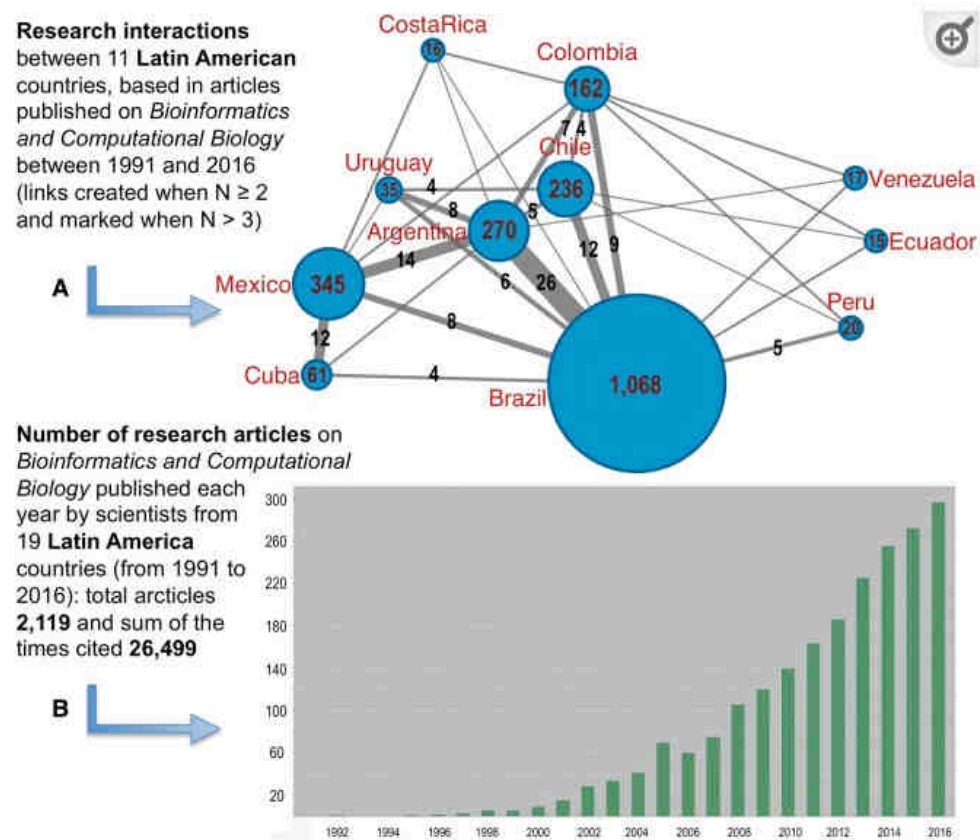 Research interactions
between 11 Latin American
countries, based in articles
published on Bioinformatics
and Computational Biology
between 1991 and 2016
(links created when N ≥ 2
and marked when N > 3)
A
CostaRica
16
Colombia
162
7
4
Chile
236
Uruguay
35
4
8
5
Argentina
270
14
6
26
12
9
Mexico
345
12
8
Cuba
61
4
Brazil
1,068
17
Venezuela
15
Ecuador
Peru
20
5
Number of research articles on
Bioinformatics and Computational
Biology published each
year by scientists from
19 Latin America
countries (from 1991 to
2016): total arcticles
2,119 and sum of the
times cited 26,499
B
300
260
220
180
140
100
60
20
1992 1994 1996 1998 2000 2002 2004 2006 2008 2010 2012 2014 2016